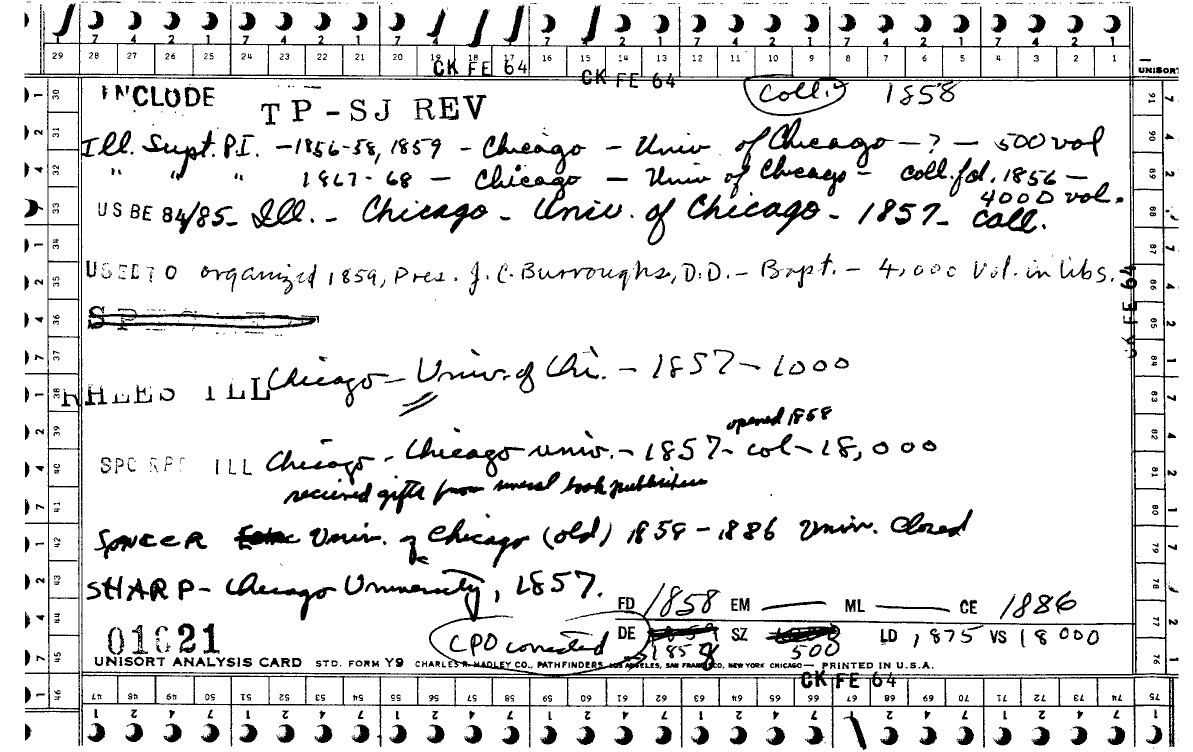 CK FE 64
CK FE 64
UNISORT
INCLUDE TP-SJ REV Coll. 1858
Ill. Supt. P.I. - 1856-58, 1859 - Chicago - Univ of Chicago - ? - 500 vol
" " " 1867-68 - Chicago - Univ of Chicago - coll. fd. 1856 - 4000 vol.
US BE 84/85 - Ill. - Chicago - Univ. of Chicago - 1857 - Coll.
USED TO organized 1859, Pres. J. C. Burroughs, D.D. - Bapt. - 4,000 Vol. in libs.
CK FE 64
RHEES ILL Chicago - Univ. of Chi. - 1857 - 1000
opened 1858
SPC RPT ILL Chicago - Chicago univ. - 1857 - col - 18,000
received gifts from several book publishers
SPNCER Univ. of Chicago (old) 1858-1886 Univ. Closed
SHARP - Chicago University, 1857.
FD 1858 EM — ML — CE 1886
01621 CPO corrected DE 1858 SZ 500 LD 1875 VS 18000
UNISORT ANALYSIS CARD STD. FORM Y9 CHARLES R. HADLEY CO., PATHFINDERS, LOS ANGELES, SAN FRANCISCO, NEW YORK CHICAGO — PRINTED IN U.S.A.
CK FE 64